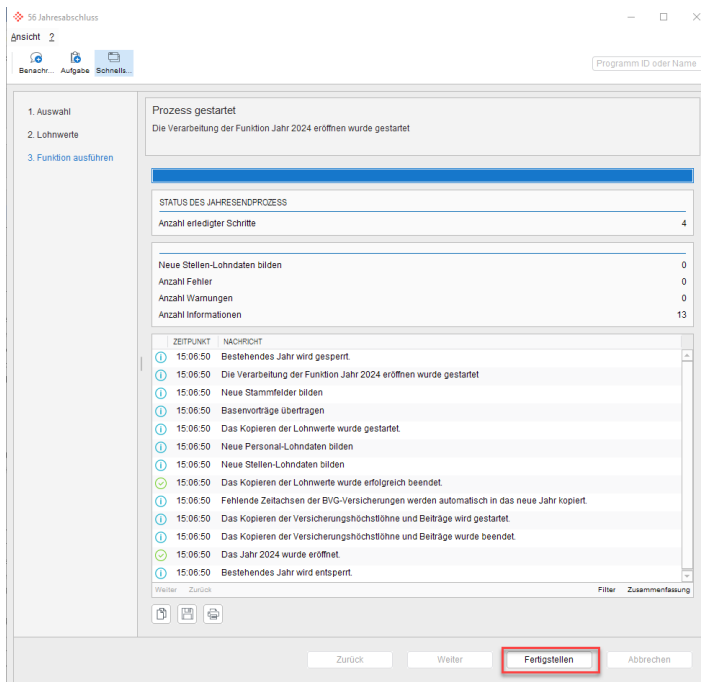 56 Jahresabschluss
Ansicht ?
Benachr... Aufgabe Schnells...
Programm ID oder Name
1. Auswahl
2. Lohnwerte
3. Funktion ausführen
Prozess gestartet
Die Verarbeitung der Funktion Jahr 2024 eröffnen wurde gestartet
STATUS DES JAHRESENDPROZESS
Anzahl erledigter Schritte 4
Neue Stellen-Lohndaten bilden 0
Anzahl Fehler 0
Anzahl Warnungen 0
Anzahl Informationen 13
ZEITPUNKT NACHRICHT
15:06:50 Bestehendes Jahr wird gesperrt.
15:06:50 Die Verarbeitung der Funktion Jahr 2024 eröffnen wurde gestartet
15:06:50 Neue Stammfelder bilden
15:06:50 Basenvorträge übertragen
15:06:50 Das Kopieren der Lohnwerte wurde gestartet.
15:06:50 Neue Personal-Lohndaten bilden
15:06:50 Neue Stellen-Lohndaten bilden
15:06:50 Das Kopieren der Lohnwerte wurde erfolgreich beendet.
15:06:50 Fehlende Zeitachsen der BVG-Versicherungen werden automatisch in das neue Jahr kopiert.
15:06:50 Das Kopieren der Versicherungshöchstlöhne und Beiträge wird gestartet.
15:06:50 Das Kopieren der Versicherungshöchstlöhne und Beiträge wurde beendet.
15:06:50 Das Jahr 2024 wurde eröffnet.
15:06:50 Bestehendes Jahr wird entsperrt.
Weiter Zurück Filter Zusammenfassung
Zurück Weiter Fertigstellen Abbrechen